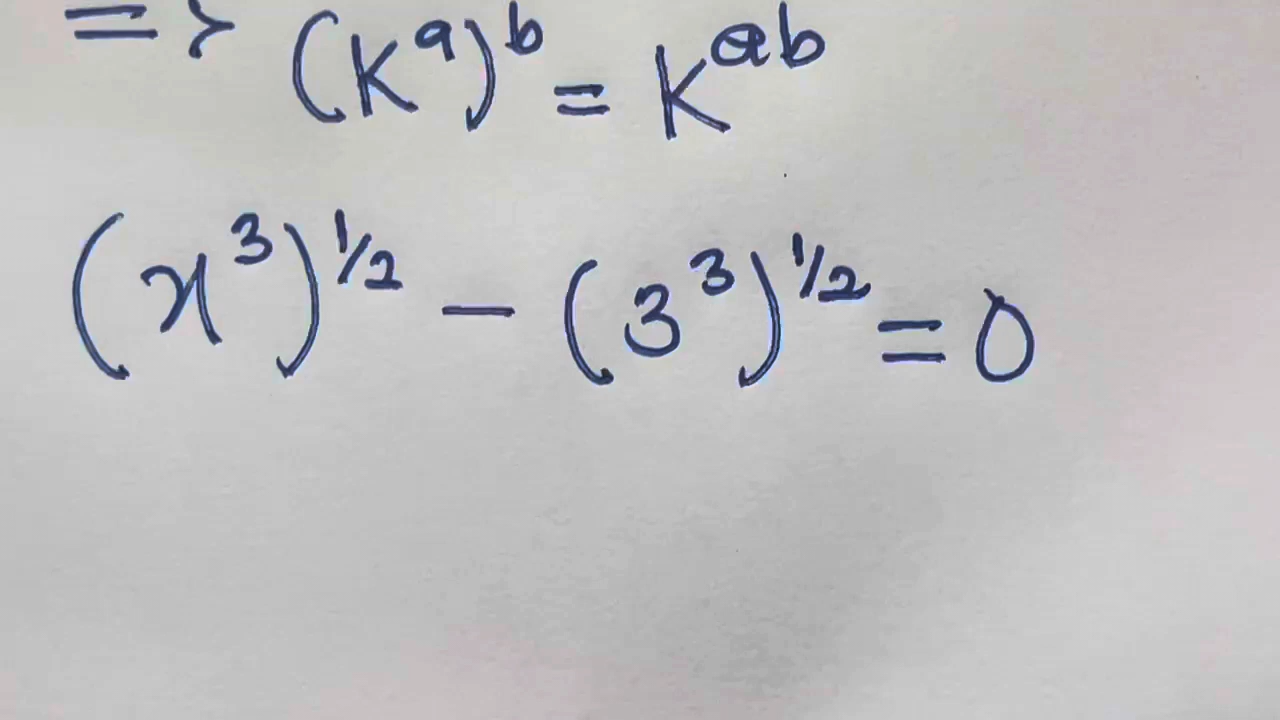 => (K^a)^b = K^ab
(x^3)^1/2 - (3^3)^1/2 = 0